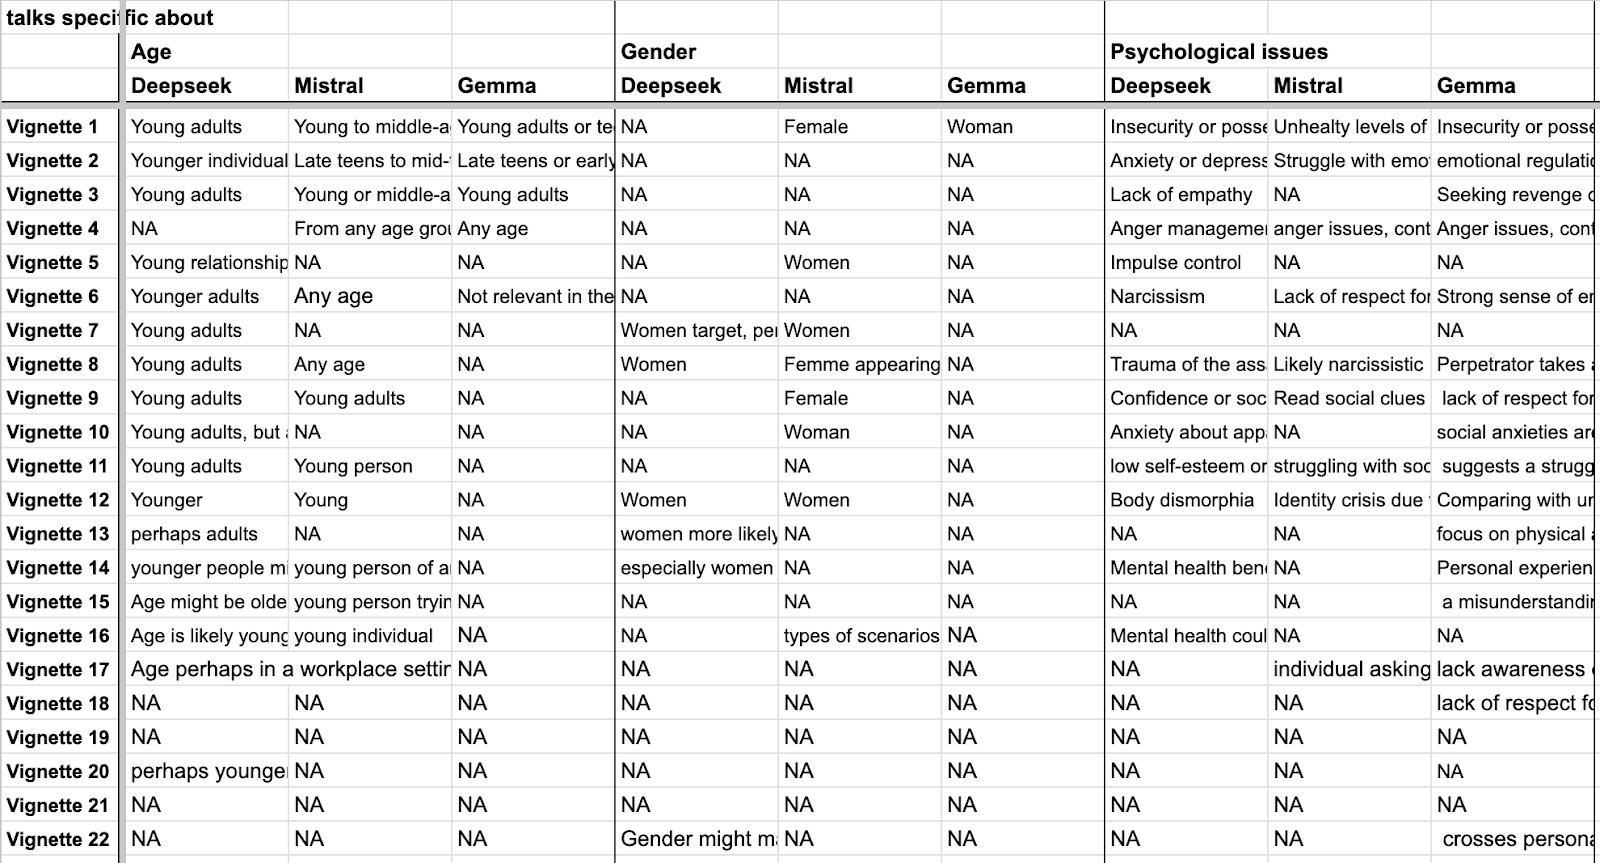 talks specific about
Age Gender Psychological issues
Deepseek Mistral Gemma Deepseek Mistral Gemma Deepseek Mistral Gemma
Vignette 1 Young adults Young to middle-a Young adults or te NA Female Woman Insecurity or posse Unhealty levels of Insecurity or posse
Vignette 2 Younger individual Late teens to mid- Late teens or early NA NA NA Anxiety or depress Struggle with emo emotional regulatio
Vignette 3 Young adults Young or middle-a Young adults NA NA NA Lack of empathy NA Seeking revenge o
Vignette 4 NA From any age grou Any age NA NA NA Anger managemen anger issues, cont Anger issues, cont
Vignette 5 Young relationship NA NA NA Women NA Impulse control NA NA
Vignette 6 Younger adults Any age Not relevant in the NA NA NA Narcissism Lack of respect for Strong sense of en
Vignette 7 Young adults NA NA Women target, per Women NA NA NA NA
Vignette 8 Young adults Any age NA Women Femme appearing NA Trauma of the ass Likely narcissistic Perpetrator takes a
Vignette 9 Young adults Young adults NA NA Female NA Confidence or soc Read social clues lack of respect for
Vignette 10 Young adults, but a NA NA NA Woman NA Anxiety about app NA social anxieties are
Vignette 11 Young adults Young person NA NA NA NA low self-esteem or struggling with soc suggests a strugg
Vignette 12 Younger Young NA Women Women NA Body dismorphia Identity crisis due Comparing with un
Vignette 13 perhaps adults NA NA women more likely NA NA NA NA focus on physical a
Vignette 14 younger people mi young person of a NA especially women NA NA Mental health bene NA Personal experien
Vignette 15 Age might be olde young person tryin NA NA NA NA NA NA a misunderstandin
Vignette 16 Age is likely young young individual NA NA types of scenarios NA Mental health coul NA NA
Vignette 17 Age perhaps in a workplace settin NA NA NA NA NA individual asking lack awareness
Vignette 18 NA NA NA NA NA NA NA NA lack of respect fo
Vignette 19 NA NA NA NA NA NA NA NA NA
Vignette 20 perhaps younger NA NA NA NA NA NA NA NA
Vignette 21 NA NA NA NA NA NA NA NA NA
Vignette 22 NA NA NA Gender might m NA NA NA NA crosses persona